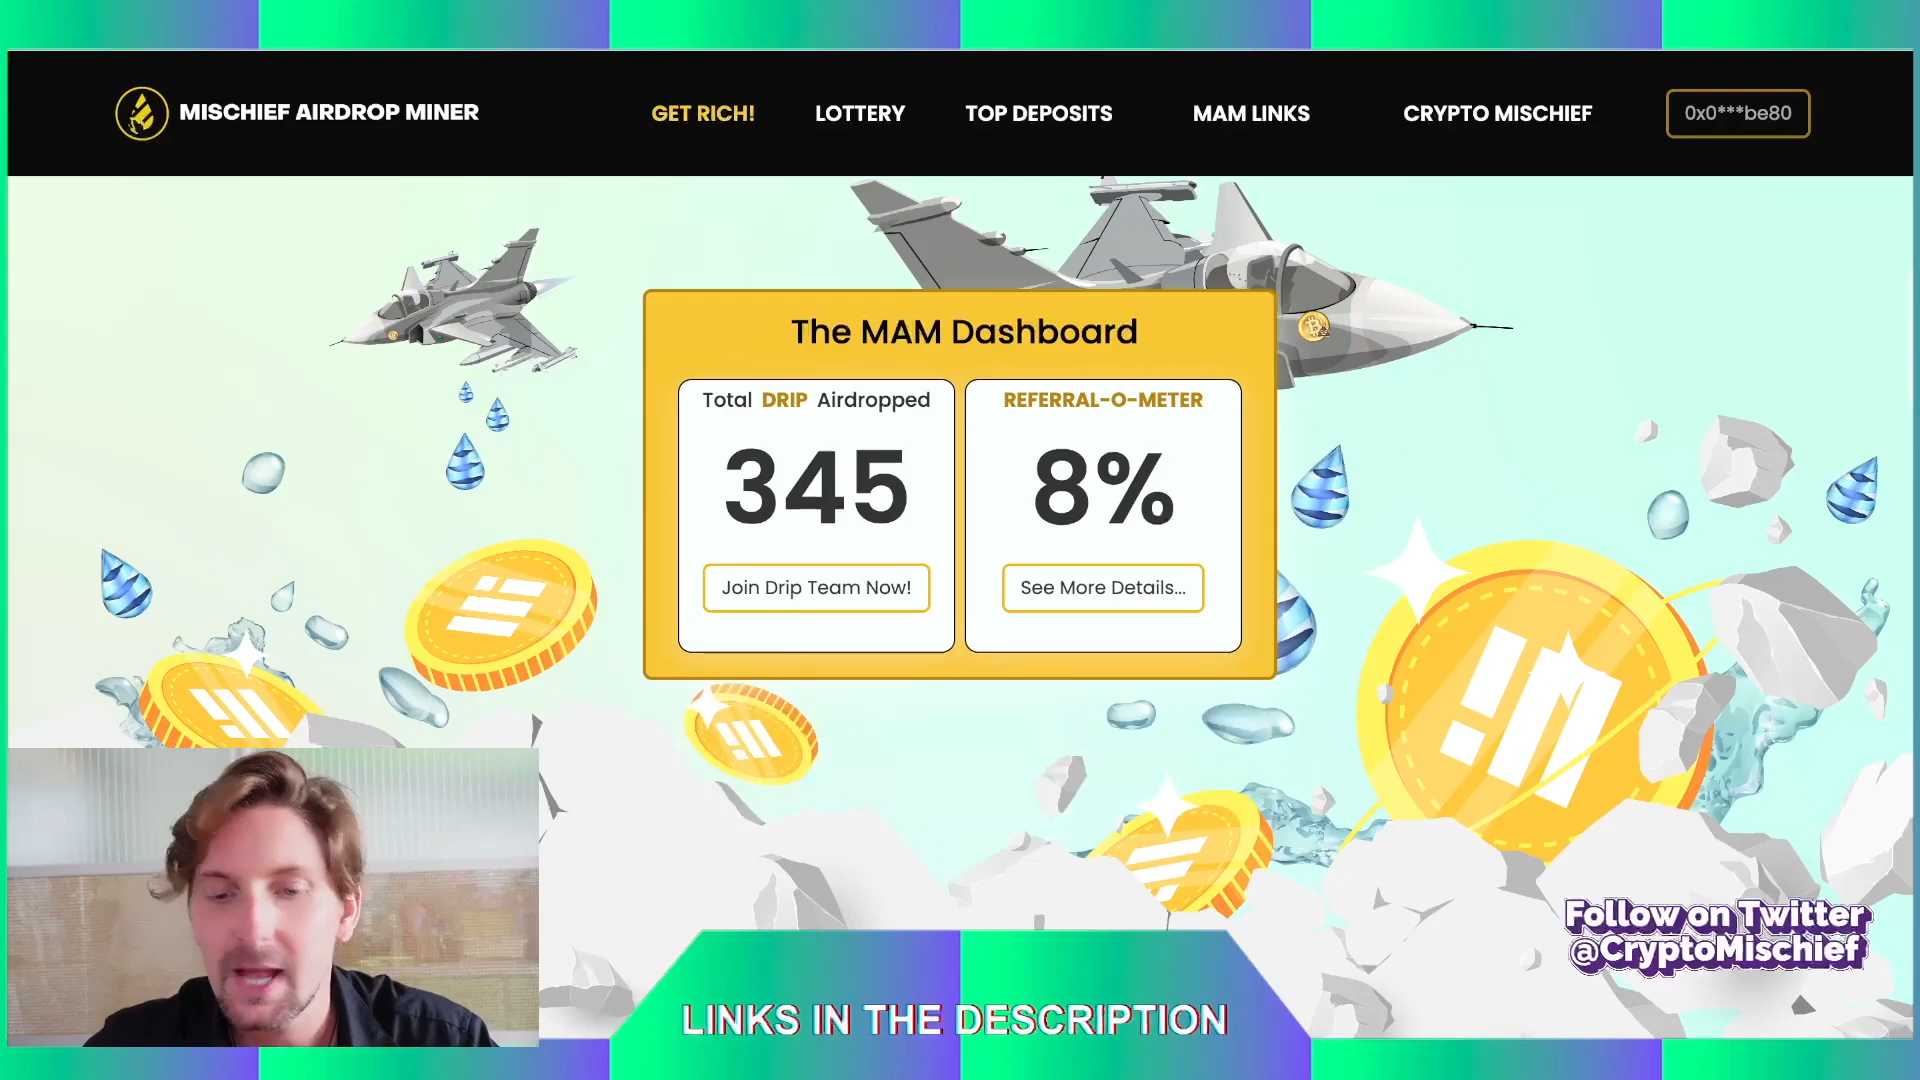 MISCHIEF AIRDROP MINER
GET RICH!
LOTTERY
TOP DEPOSITS
MAM LINKS
CRYPTO MISCHIEF
0x0***be80
The MAM Dashboard
Total DRIP Airdropped
345
Join Drip Team Now!
REFERRAL-O-METER
8%
See More Details...
Follow on Twitter
@CryptoMischief
LINKS IN THE DESCRIPTION